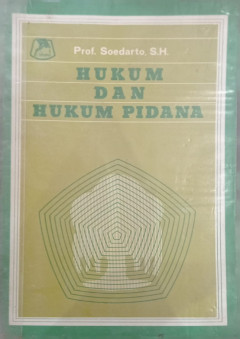 Prof. Soedarto, S.H.
HUKUM
DAN
HUKUM PIDANA